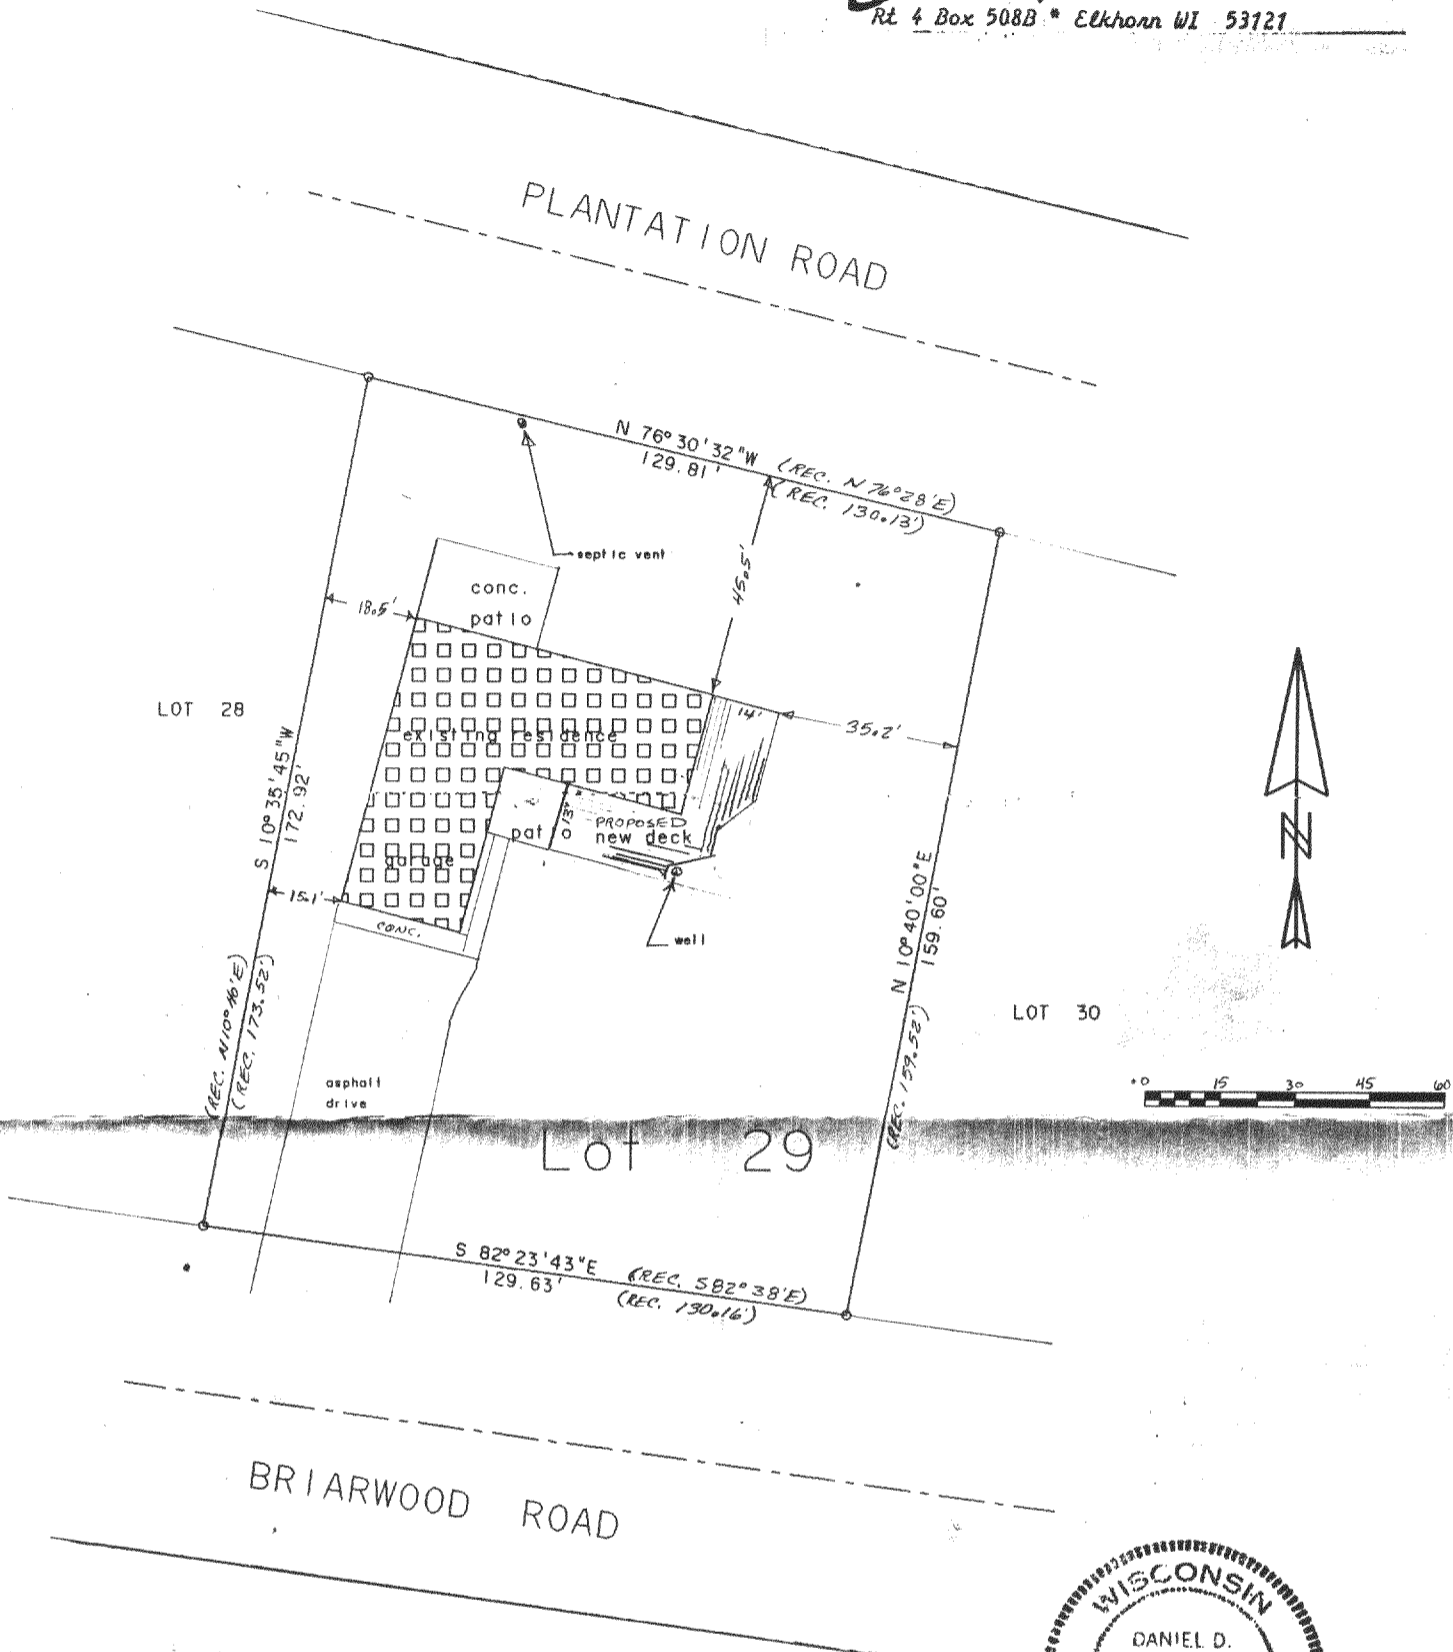 Rt 4 Box 508B * Elkhorn WI 53121
PLANTATION ROAD
N 76°30'32"W (REC. N 76°28'E)
129.81' (REC. 130.13')
septic vent
conc.
patio
45.5'
18.5'
LOT 28
14'
35.2'
existing residence
S 10°35'45"W
172.92'
13'
PROPOSED
patio
new deck
garage
15.1'
CONC.
well
N 10°40'00"E
159.60'
N
(REC. N10°46'E)
(REC. 173.52')
(REC. 159.52')
LOT 30
0 15 30 45 60
asphalt
drive
Lot 29
S 82°23'43"E (REC. S82°38'E)
129.63' (REC. 130.16')
BRIARWOOD ROAD
WISCONSIN
DANIEL D.